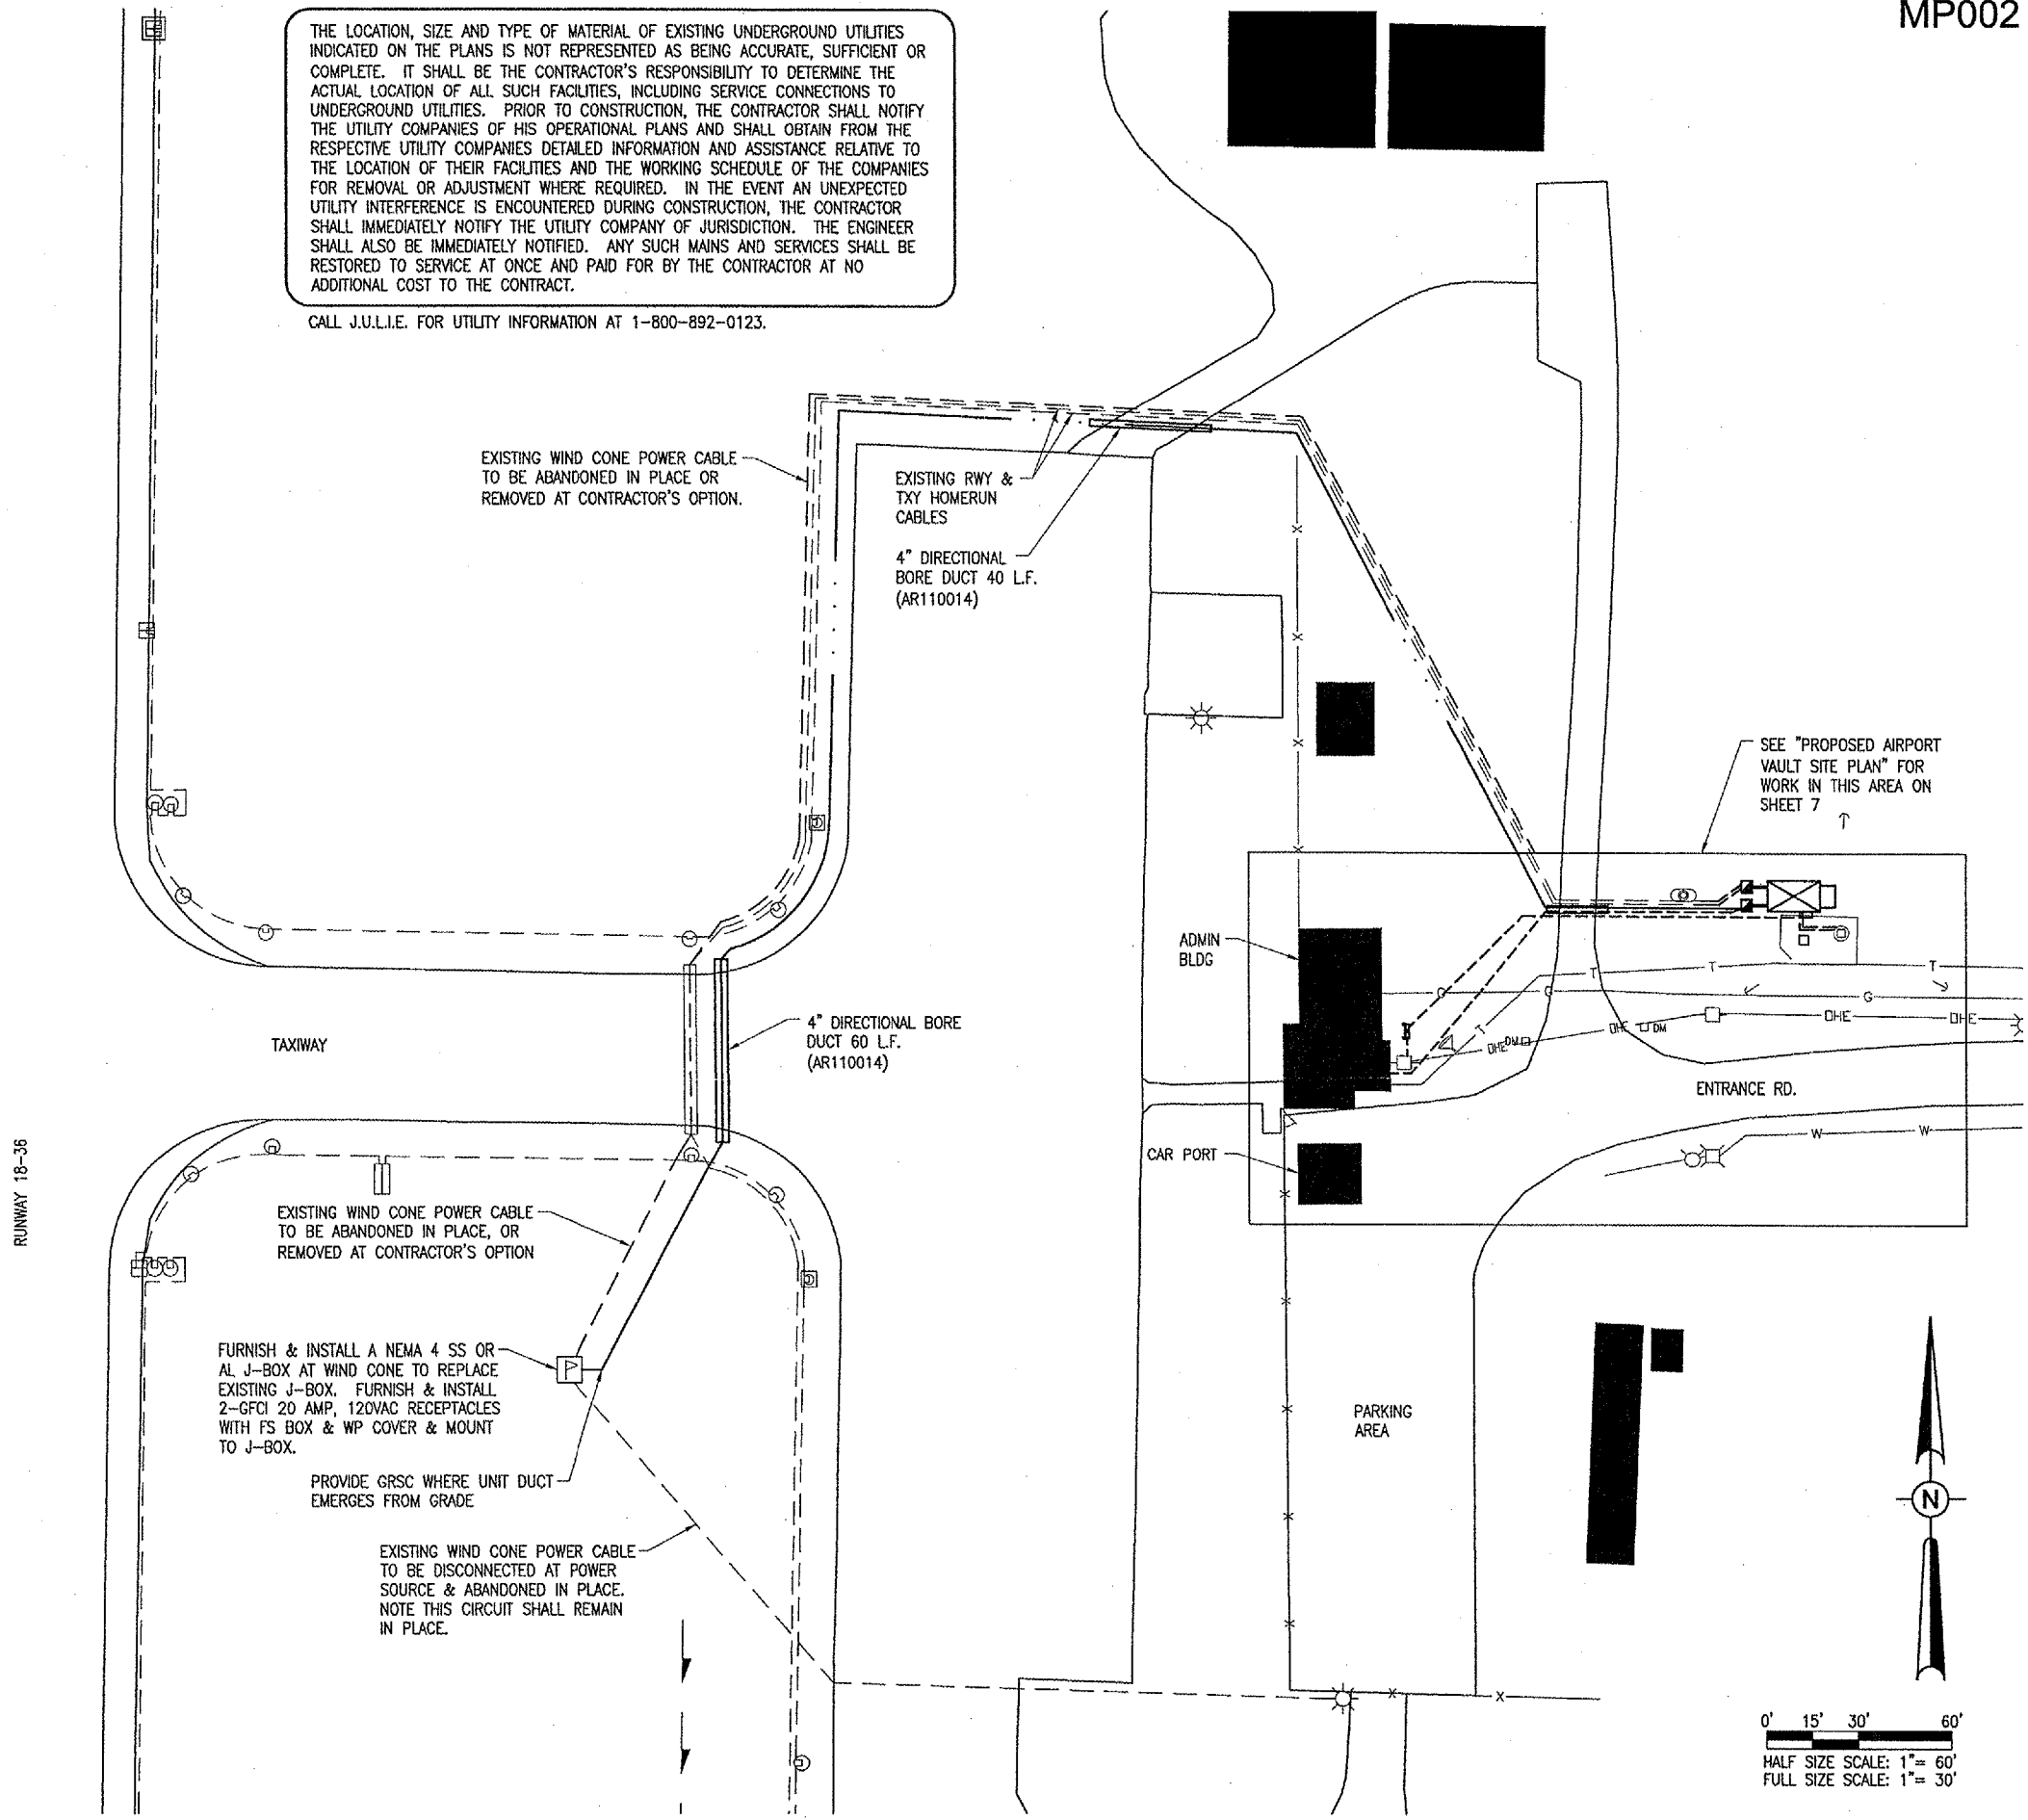 MP002
THE LOCATION, SIZE AND TYPE OF MATERIAL OF EXISTING UNDERGROUND UTILITIES
INDICATED ON THE PLANS IS NOT REPRESENTED AS BEING ACCURATE, SUFFICIENT OR
COMPLETE. IT SHALL BE THE CONTRACTOR'S RESPONSIBILITY TO DETERMINE THE
ACTUAL LOCATION OF ALL SUCH FACILITIES, INCLUDING SERVICE CONNECTIONS TO
UNDERGROUND UTILITIES. PRIOR TO CONSTRUCTION, THE CONTRACTOR SHALL NOTIFY
THE UTILITY COMPANIES OF HIS OPERATIONAL PLANS AND SHALL OBTAIN FROM THE
RESPECTIVE UTILITY COMPANIES DETAILED INFORMATION AND ASSISTANCE RELATIVE TO
THE LOCATION OF THEIR FACILITIES AND THE WORKING SCHEDULE OF THE COMPANIES
FOR REMOVAL OR ADJUSTMENT WHERE REQUIRED. IN THE EVENT AN UNEXPECTED
UTILITY INTERFERENCE IS ENCOUNTERED DURING CONSTRUCTION, THE CONTRACTOR
SHALL IMMEDIATELY NOTIFY THE UTILITY COMPANY OF JURISDICTION. THE ENGINEER
SHALL ALSO BE IMMEDIATELY NOTIFIED. ANY SUCH MAINS AND SERVICES SHALL BE
RESTORED TO SERVICE AT ONCE AND PAID FOR BY THE CONTRACTOR AT NO
ADDITIONAL COST TO THE CONTRACT.
CALL J.U.L.I.E. FOR UTILITY INFORMATION AT 1-800-892-0123.
EXISTING WIND CONE POWER CABLE
TO BE ABANDONED IN PLACE OR
REMOVED AT CONTRACTOR'S OPTION.
EXISTING RWY &
TXY HOMERUN
CABLES
4" DIRECTIONAL
BORE DUCT 40 L.F.
(AR110014)
SEE "PROPOSED AIRPORT
VAULT SITE PLAN" FOR
WORK IN THIS AREA ON
SHEET 7
ADMIN
BLDG
T T T
G G G
T
OHE OHE OHE OHE
DM DM
4" DIRECTIONAL BORE
DUCT 60 L.F.
(AR110014)
TAXIWAY
ENTRANCE RD.
W W
CAR PORT
RUNWAY 18-36
EXISTING WIND CONE POWER CABLE
TO BE ABANDONED IN PLACE, OR
REMOVED AT CONTRACTOR'S OPTION
FURNISH & INSTALL A NEMA 4 SS OR
AL J-BOX AT WIND CONE TO REPLACE
EXISTING J-BOX. FURNISH & INSTALL
2-GFCI 20 AMP, 120VAC RECEPTACLES
WITH FS BOX & WP COVER & MOUNT
TO J-BOX.
PROVIDE GRSC WHERE UNIT DUCT
EMERGES FROM GRADE
EXISTING WIND CONE POWER CABLE
TO BE DISCONNECTED AT POWER
SOURCE & ABANDONED IN PLACE.
NOTE THIS CIRCUIT SHALL REMAIN
IN PLACE.
PARKING
AREA
N
0' 15' 30' 60'
HALF SIZE SCALE: 1"= 60'
FULL SIZE SCALE: 1"= 30'